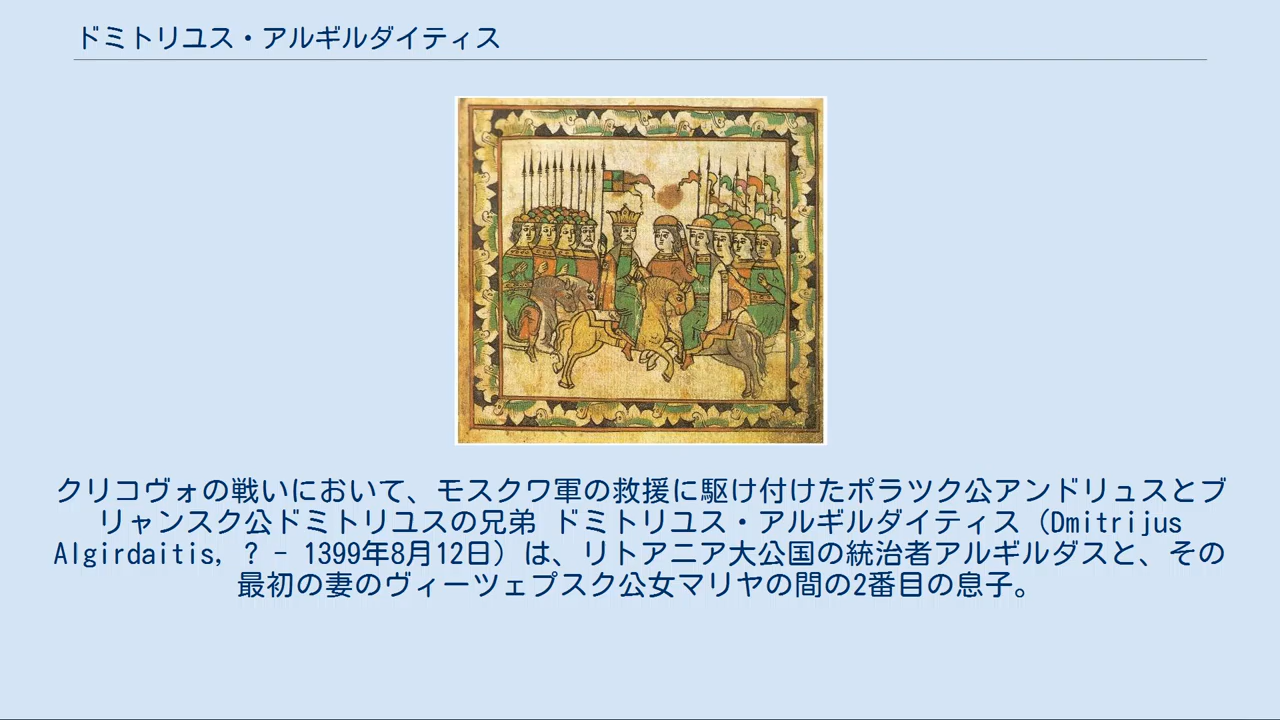 ドミトリユス・アルギルダイティス
クリコヴォの戦いにおいて、モスクワ軍の救援に駆け付けたポラツク公アンドリュスとブ
リャンスク公ドミトリユスの兄弟 ドミトリユス・アルギルダイティス（Dmitrijus
Algirdaitis, ? - 1399年8月12日）は、リトアニア大公国の統治者アルギルダスと、その
最初の妻のヴィーツェプスク公女マリヤの間の2番目の息子。